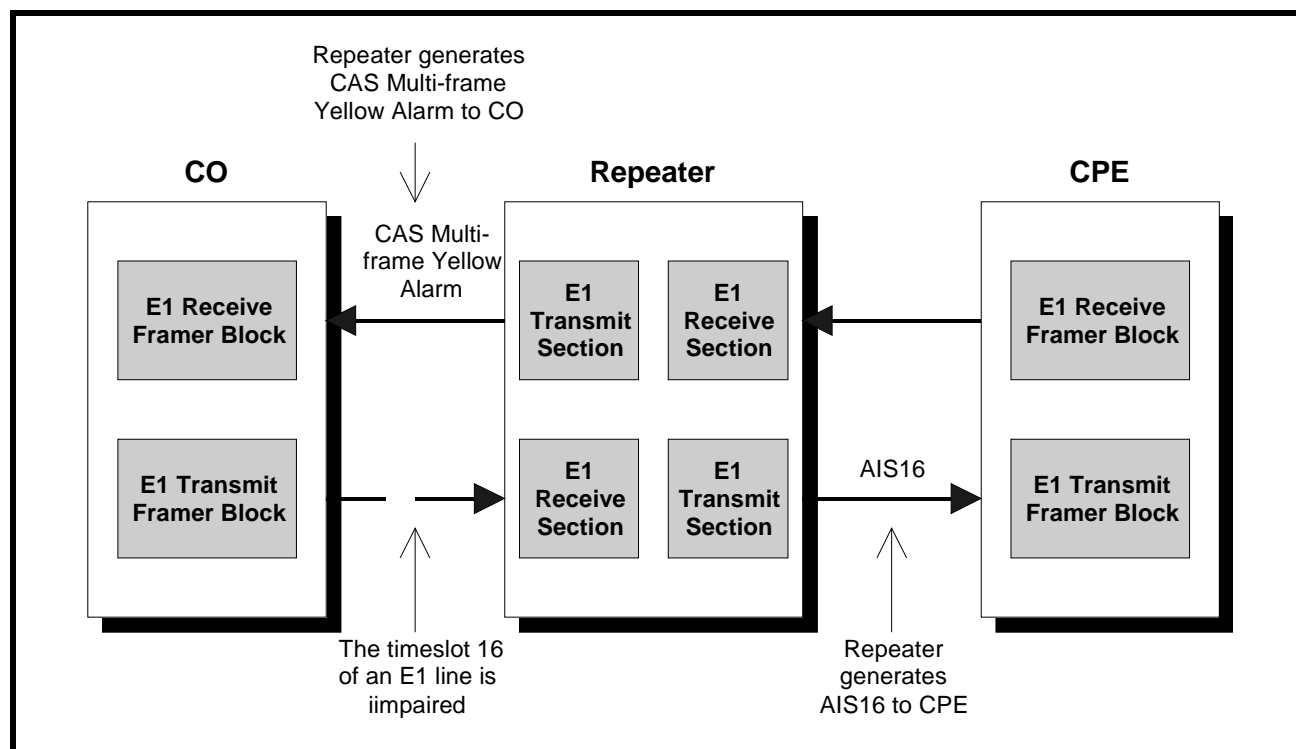 Repeater generates
CAS Multi-frame
Yellow Alarm to CO
CO
Repeater
CPE
CAS Multi-
frame Yellow
Alarm
E1 Receive
Framer Block
E1
Transmit
Section
E1
Receive
Section
E1 Receive
Framer Block
E1 Transmit
Framer Block
E1
Receive
Section
E1
Transmit
Section
AIS16
E1 Transmit
Framer Block
The timeslot 16
of an E1 line is
iimpaired
Repeater
generates
AIS16 to CPE